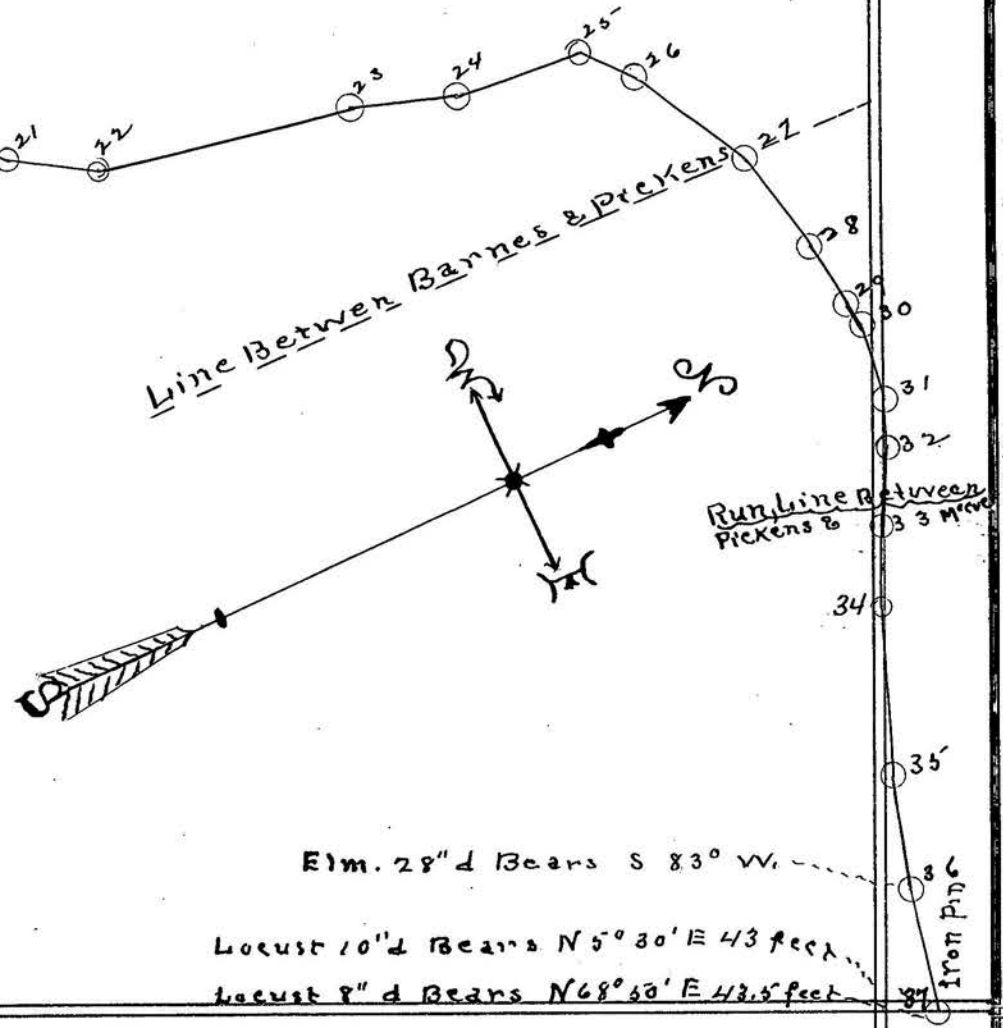 21
22
23
24
25
26
27
28
29
30
31
32
Line Betwen Barnes & Pickens
N
S
W
E
Run, Line Between
Pickens &
33
34
35
Elm. 28"d Bears S 83° W.
36
Iron Pin
Locust 10"d Bears N 5° 30' E 43 feet
Locust 8" d Bears N 68° 50' E 43.5 feet
37